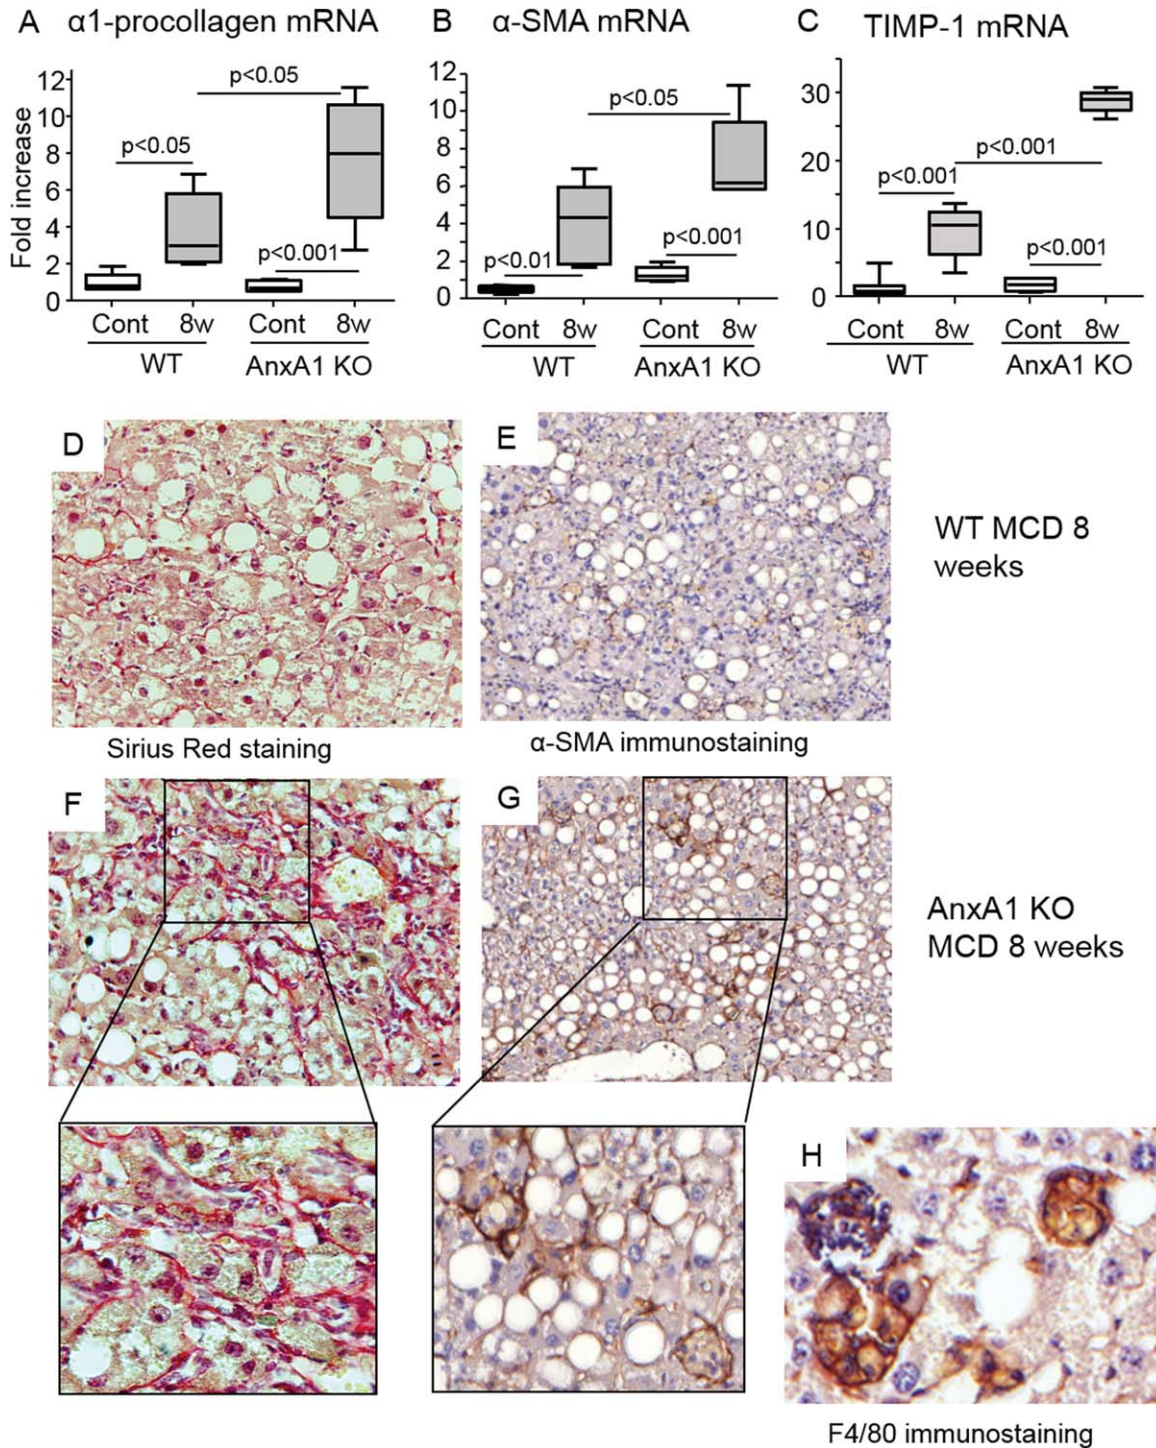 A α1-procollagen mRNA
Fold increase
12
10
8
6
4
2
0
p<0.05
p<0.05
p<0.001
Cont 8w Cont 8w
WT AnxA1 KO
B α-SMA mRNA
12
10
8
6
4
2
0
p<0.05
p<0.01
p<0.001
Cont 8w Cont 8w
WT AnxA1 KO
C TIMP-1 mRNA
30
20
10
0
p<0.001
p<0.001
p<0.001
Cont 8w Cont 8w
WT AnxA1 KO
D
E
WT MCD 8
weeks
Sirius Red staining
α-SMA immunostaining
F
G
AnxA1 KO
MCD 8 weeks
H
F4/80 immunostaining